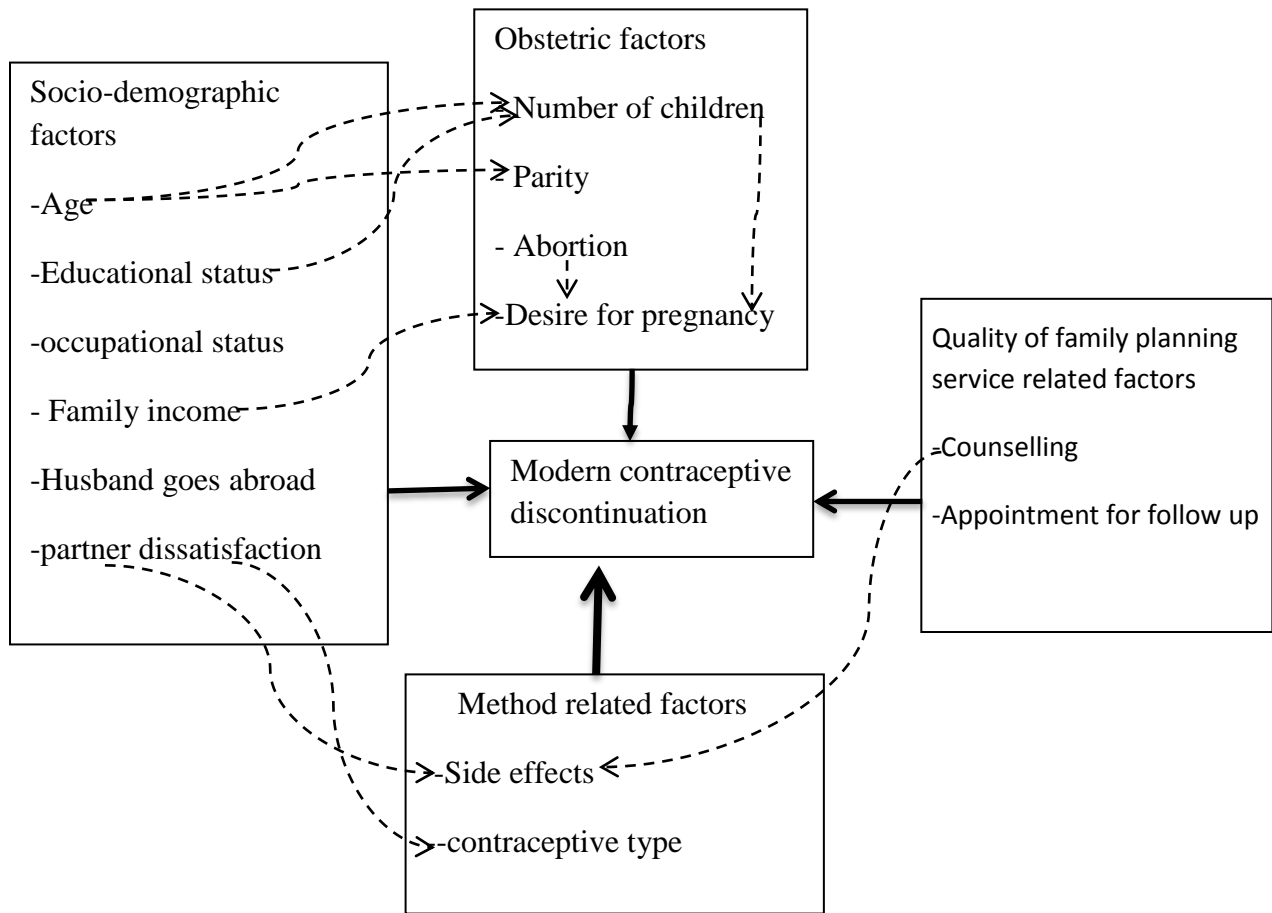 Obstetric factors
- Number of children
- Parity
- Abortion
-Desire for pregnancy
Socio-demographic
factors
-Age
-Educational status
-occupational status
- Family income
-Husband goes abroad
-partner dissatisfaction
Modern contraceptive
discontinuation
Quality of family planning
service related factors
-Counselling
-Appointment for follow up
Method related factors
-Side effects
--contraceptive type